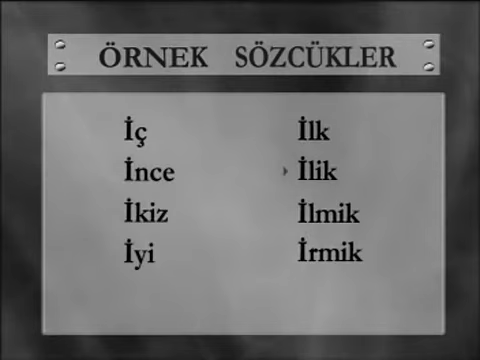 ÖRNEK SÖZCÜKLER
İç
İnce
İkiz
İyi
İlk
İlik
İlmik
İrmik